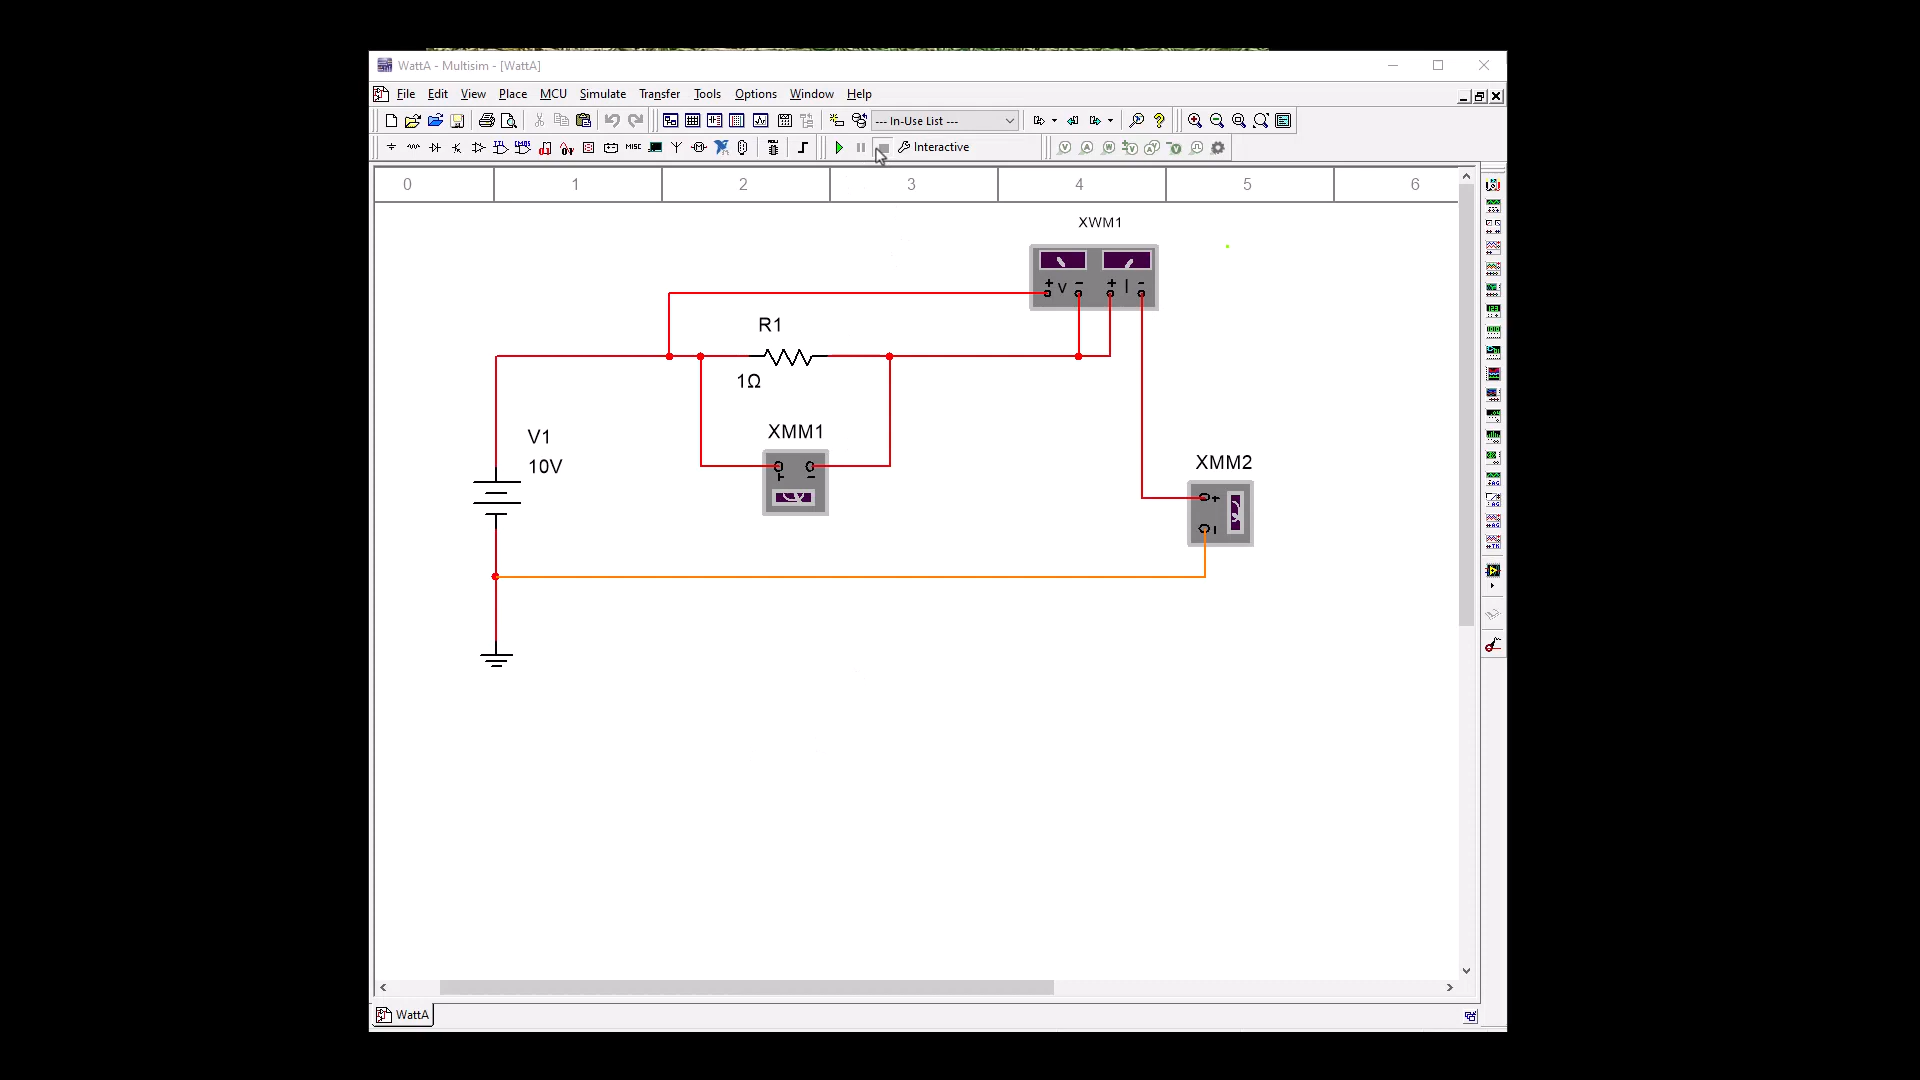 WattA - Multisim - [WattA]
File Edit View Place MCU Simulate Transfer Tools Options Window Help
--- In-Use List ---
MISC
Interactive
0 1 2 3 4 5 6
XWM1
+ V - + I -
R1
1Ω
XMM1
+ -
V1
10V
XMM2
+
-
WattA